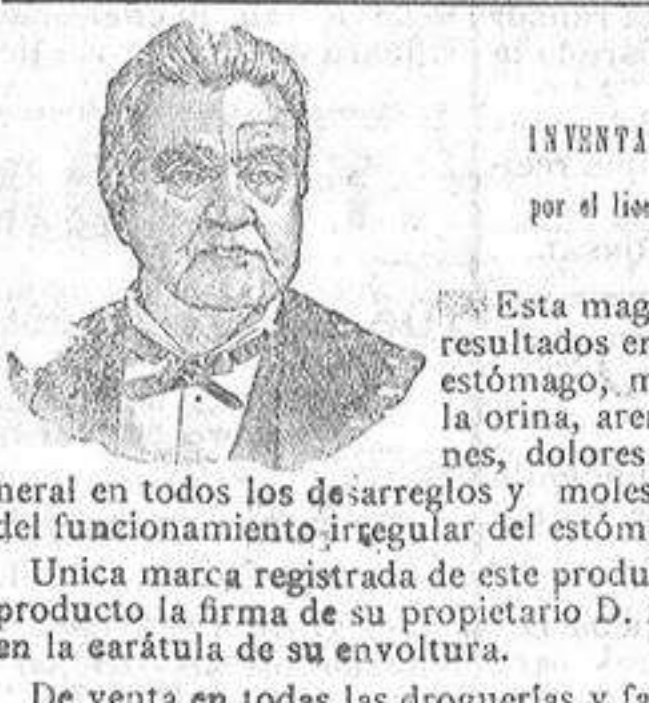 INVENTA
por el lice
Esta mag
resultados en
estómago, m
la orina, aren
nes, dolores
neral en todos los desarreglos y moles
del funcionamiento irregular del estóm
Unica marca registrada de este produ
producto la firma de su propietario D.
en la carátula de su envoltura.
De venta en todas las droguerías y fa